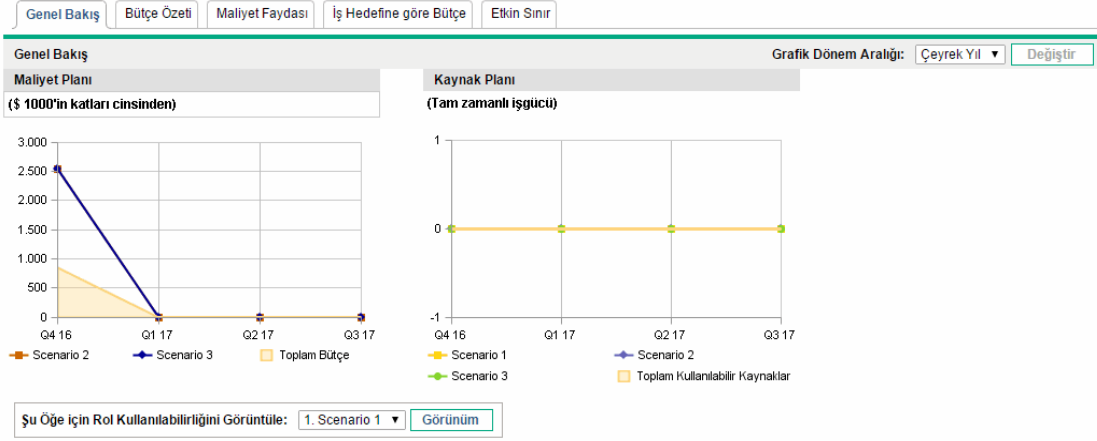 Genel Bakış Bütçe Özeti Maliyet Faydası İş Hedefine göre Bütçe Etkin Sınır
Genel Bakış Grafik Dönem Aralığı: Çeyrek Yıl Değiştir
Maliyet Planı
($ 1000'in katları cinsinden)
3.000
2.500
2.000
1.500
1.000
500
0
Q4 16 Q1 17 Q2 17 Q3 17
Scenario 2 Scenario 3 Toplam Bütçe
Kaynak Planı
(Tam zamanlı işgücü)
1
0
-1
Q4 16 Q1 17 Q2 17 Q3 17
Scenario 1 Scenario 2
Scenario 3 Toplam Kullanılabilir Kaynaklar
Şu Öğe için Rol Kullanılabilirliğini Görüntüle: 1. Scenario 1 Görünüm